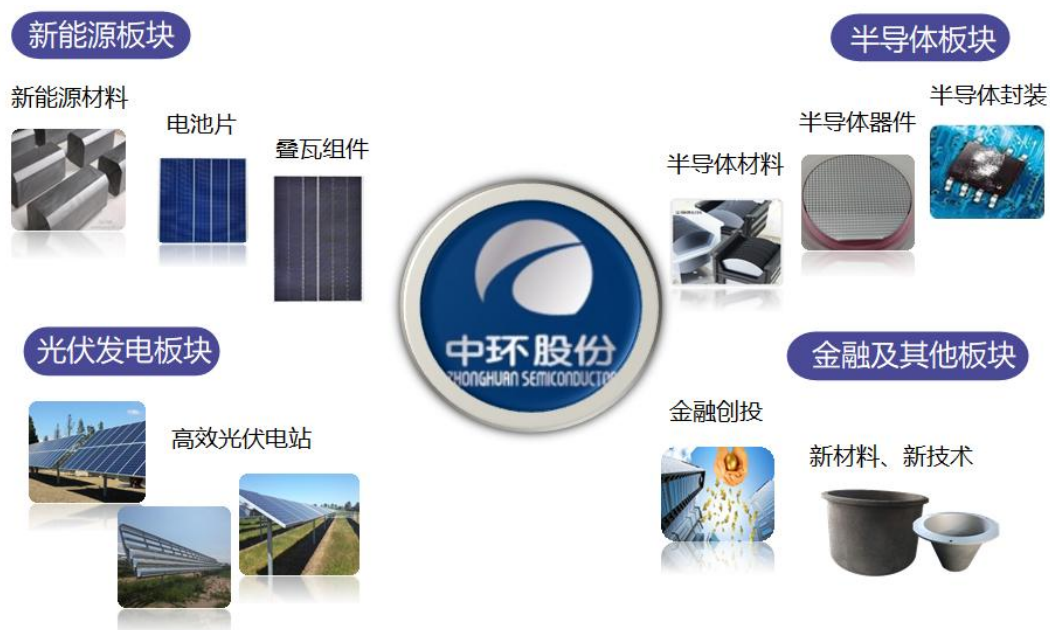 新能源板块
新能源材料
电池片
叠瓦组件
半导体板块
半导体封装
半导体器件
半导体材料
中环股份
ZHONGHUAN SEMICONDUCTOR
光伏发电板块
高效光伏电站
金融及其他板块
金融创投
新材料、新技术